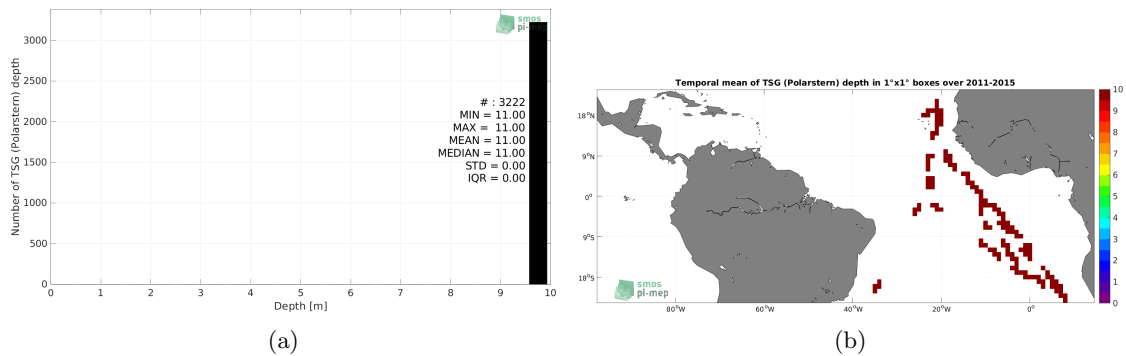 smos
pi-mep
Number of TSG (Polarstern) depth
3000
2500
2000
1500
1000
500
0
# : 3222
MIN = 11.00
MAX = 11.00
MEAN = 11.00
MEDIAN = 11.00
STD = 0.00
IQR = 0.00
0 1 2 3 4 5 6 7 8 9 10
Depth [m]
(a)
Temporal mean of TSG (Polarstern) depth in 1°x1° boxes over 2011-2015
18°N
9°N
0°
9°S
18°S
80°W 60°W 40°W 20°W 0°
10
9
8
7
6
5
4
3
2
1
0
smos
pi-mep
(b)